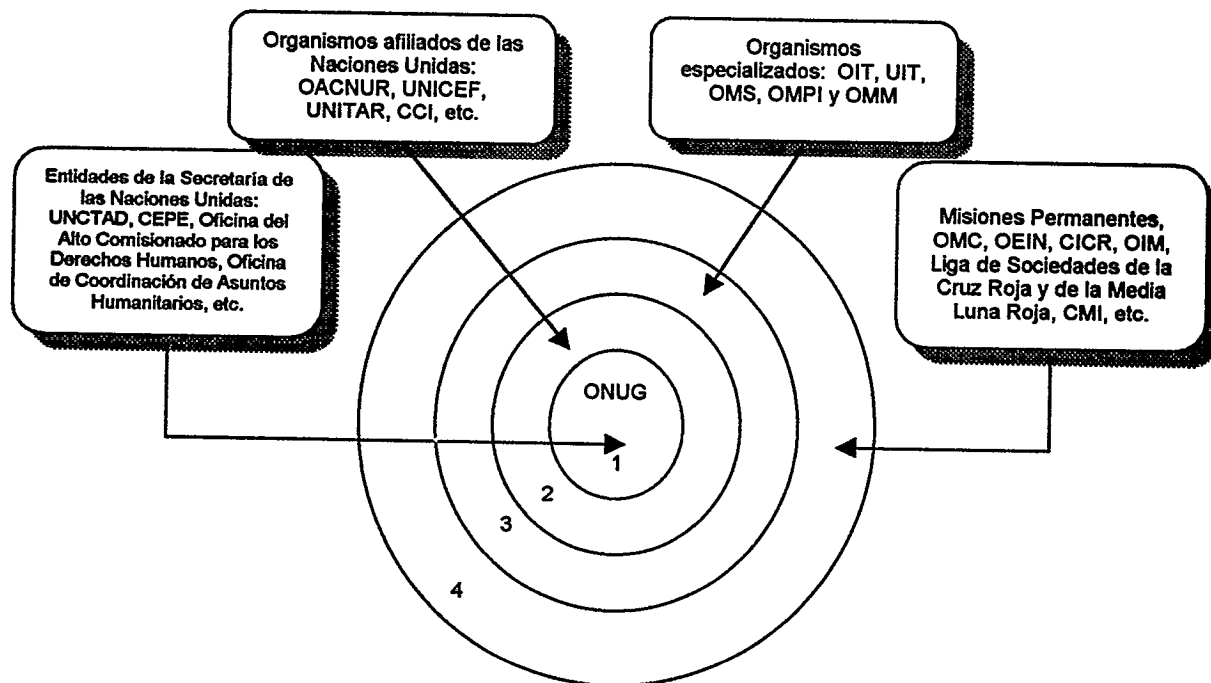 Organismos afiliados de las
Naciones Unidas:
OACNUR, UNICEF,
UNITAR, CCI, etc.
Organismos
especializados: OIT, UIT,
OMS, OMPI y OMM
Entidades de la Secretaría de
las Naciones Unidas:
UNCTAD, CEPE, Oficina del
Alto Comisionado para los
Derechos Humanos, Oficina
de Coordinación de Asuntos
Humanitarios, etc.
Misiones Permanentes,
OMC, OEIN, CICR, OIM,
Liga de Sociedades de la
Cruz Roja y de la Media
Luna Roja, CMI, etc.
ONUG
1
2
3
4